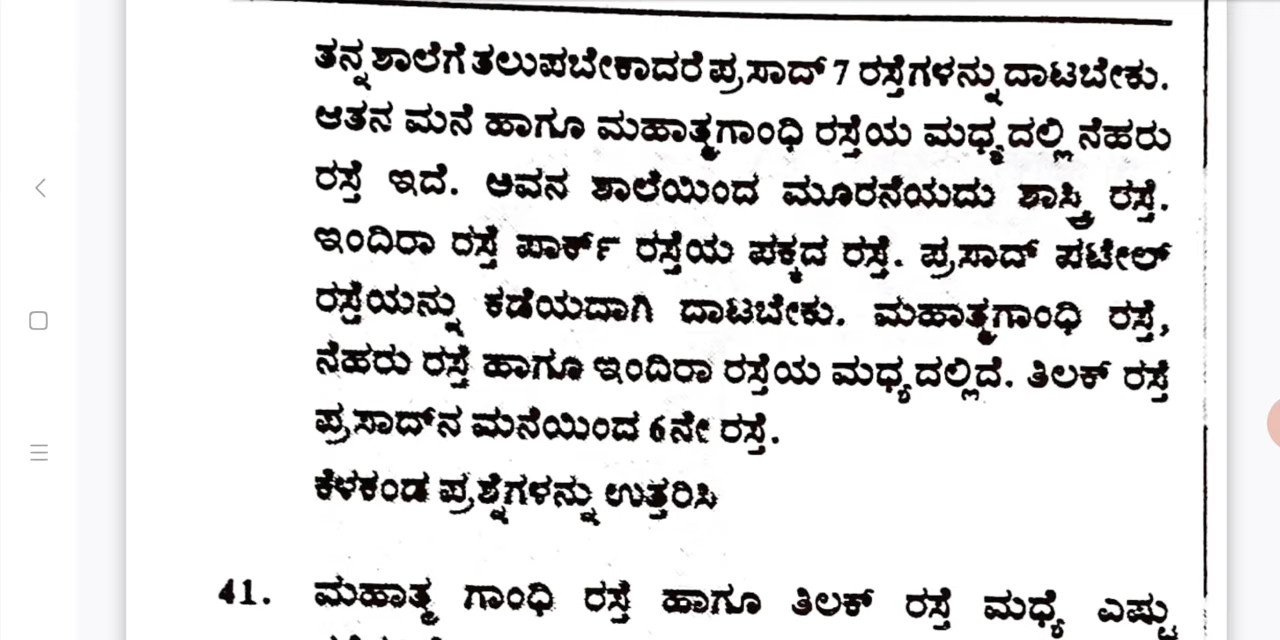 ತನ್ನ ಶಾಲೆಗೆ ತಲುಪಬೇಕಾದರೆ ಪ್ರಸಾದ್ 7 ರಸ್ತೆಗಳನ್ನು ದಾಟಬೇಕು.
ಆತನ ಮನೆ ಹಾಗೂ ಮಹಾತ್ಮಗಾಂಧಿ ರಸ್ತೆಯ ಮಧ್ಯದಲ್ಲಿ ನೆಹರು
ರಸ್ತೆ ಇದೆ. ಅವನ ಶಾಲೆಯಿಂದ ಮೂರನೆಯದು ಶಾಸ್ತ್ರಿ ರಸ್ತೆ.
ಇಂದಿರಾ ರಸ್ತೆ ಪಾರ್ಕ್ ರಸ್ತೆಯ ಪಕ್ಕದ ರಸ್ತೆ. ಪ್ರಸಾದ್ ಪಟೇಲ್
ರಸ್ತೆಯನ್ನು ಕಡೆಯದಾಗಿ ದಾಟಬೇಕು. ಮಹಾತ್ಮಗಾಂಧಿ ರಸ್ತೆ,
ನೆಹರು ರಸ್ತೆ ಹಾಗೂ ಇಂದಿರಾ ರಸ್ತೆಯ ಮಧ್ಯದಲ್ಲಿದೆ. ತಿಲಕ್ ರಸ್ತೆ
ಪ್ರಸಾದ್‌ನ ಮನೆಯಿಂದ 6ನೇ ರಸ್ತೆ.
ಕೆಳಕಂಡ ಪ್ರಶ್ನೆಗಳನ್ನು ಉತ್ತರಿಸಿ
41. ಮಹಾತ್ಮ ಗಾಂಧಿ ರಸ್ತೆ ಹಾಗೂ ತಿಲಕ್ ರಸ್ತೆ ಮಧ್ಯೆ ಎಷ್ಟು